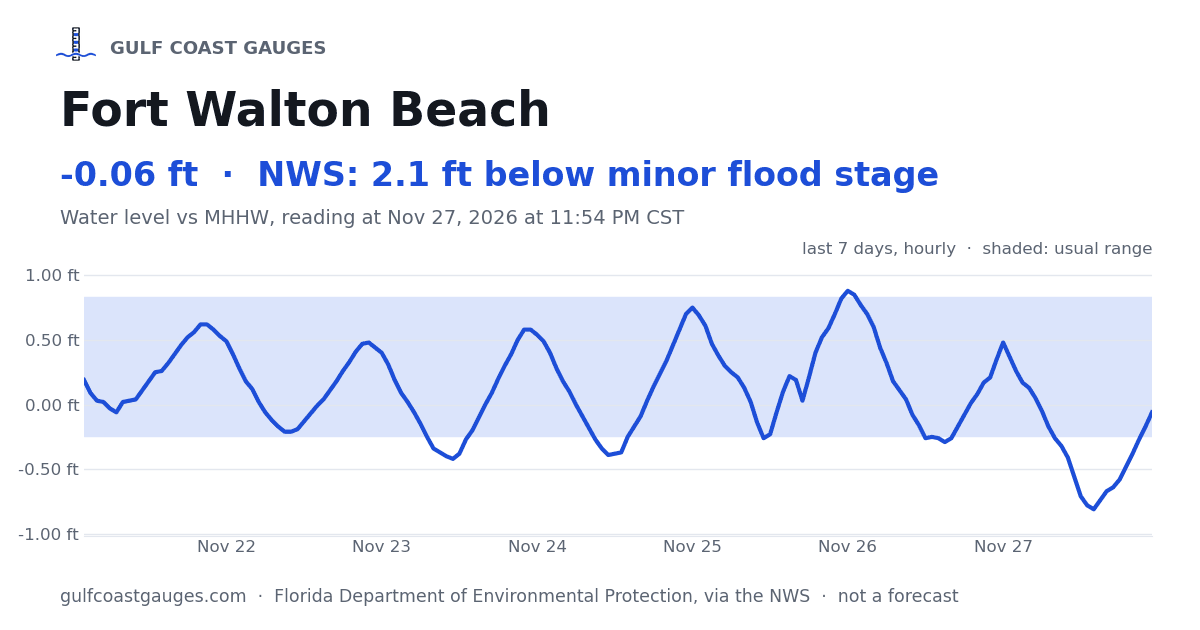 GULF COAST GAUGES
Fort Walton Beach
-0.06 ft · NWS: 2.1 ft below minor flood stage
Water level vs MHHW, reading at Nov 27, 2026 at 11:54 PM CST
last 7 days, hourly · shaded: usual range
1.00 ft
0.50 ft
0.00 ft
-0.50 ft
-1.00 ft
Nov 22 Nov 23 Nov 24 Nov 25 Nov 26 Nov 27
gulfcoastgauges.com · Florida Department of Environmental Protection, via the NWS · not a forecast